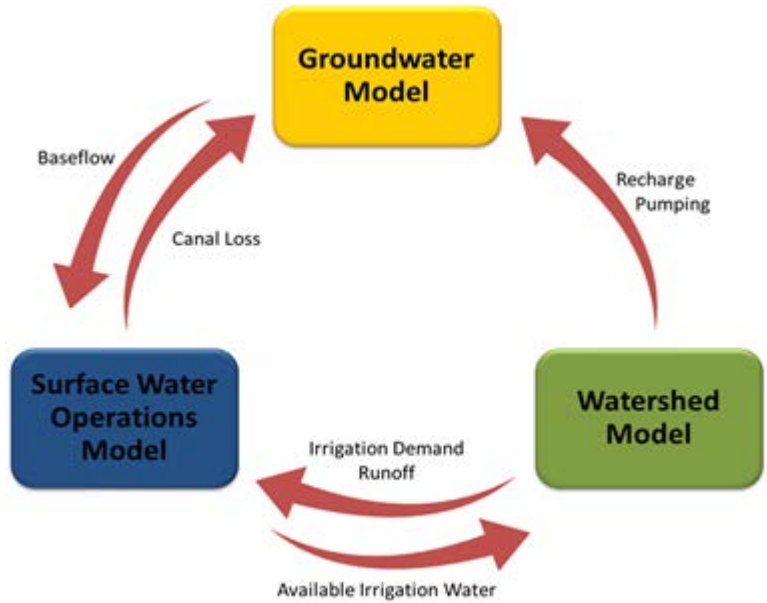 Groundwater
Model
Baseflow
Canal Loss
Recharge
Pumping
Surface Water
Operations
Model
Watershed
Model
Irrigation Demand
Runoff
Available Irrigation Water